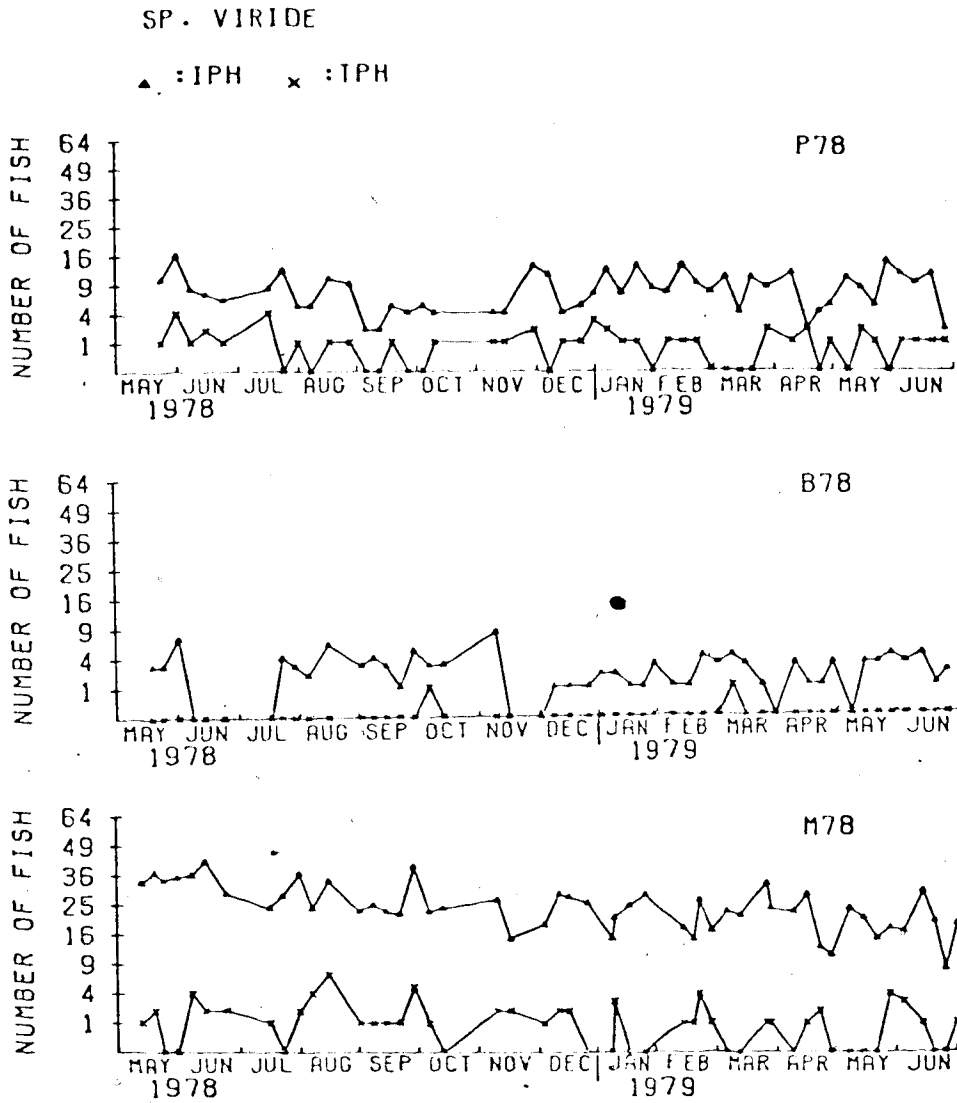 SP. VIRIDE
▲ :IPH × :TPH
NUMBER OF FISH
P78
64
49
36
25
16
9
4
1
MAY JUN JUL AUG SEP OCT NOV DEC JAN FEB MAR APR MAY JUN
1978 1979
NUMBER OF FISH
B78
64
49
36
25
16
9
4
1
MAY JUN JUL AUG SEP OCT NOV DEC JAN FEB MAR APR MAY JUN
1978 1979
NUMBER OF FISH
M78
64
49
36
25
16
9
4
1
MAY JUN JUL AUG SEP OCT NOV DEC JAN FEB MAR APR MAY JUN
1978 1979